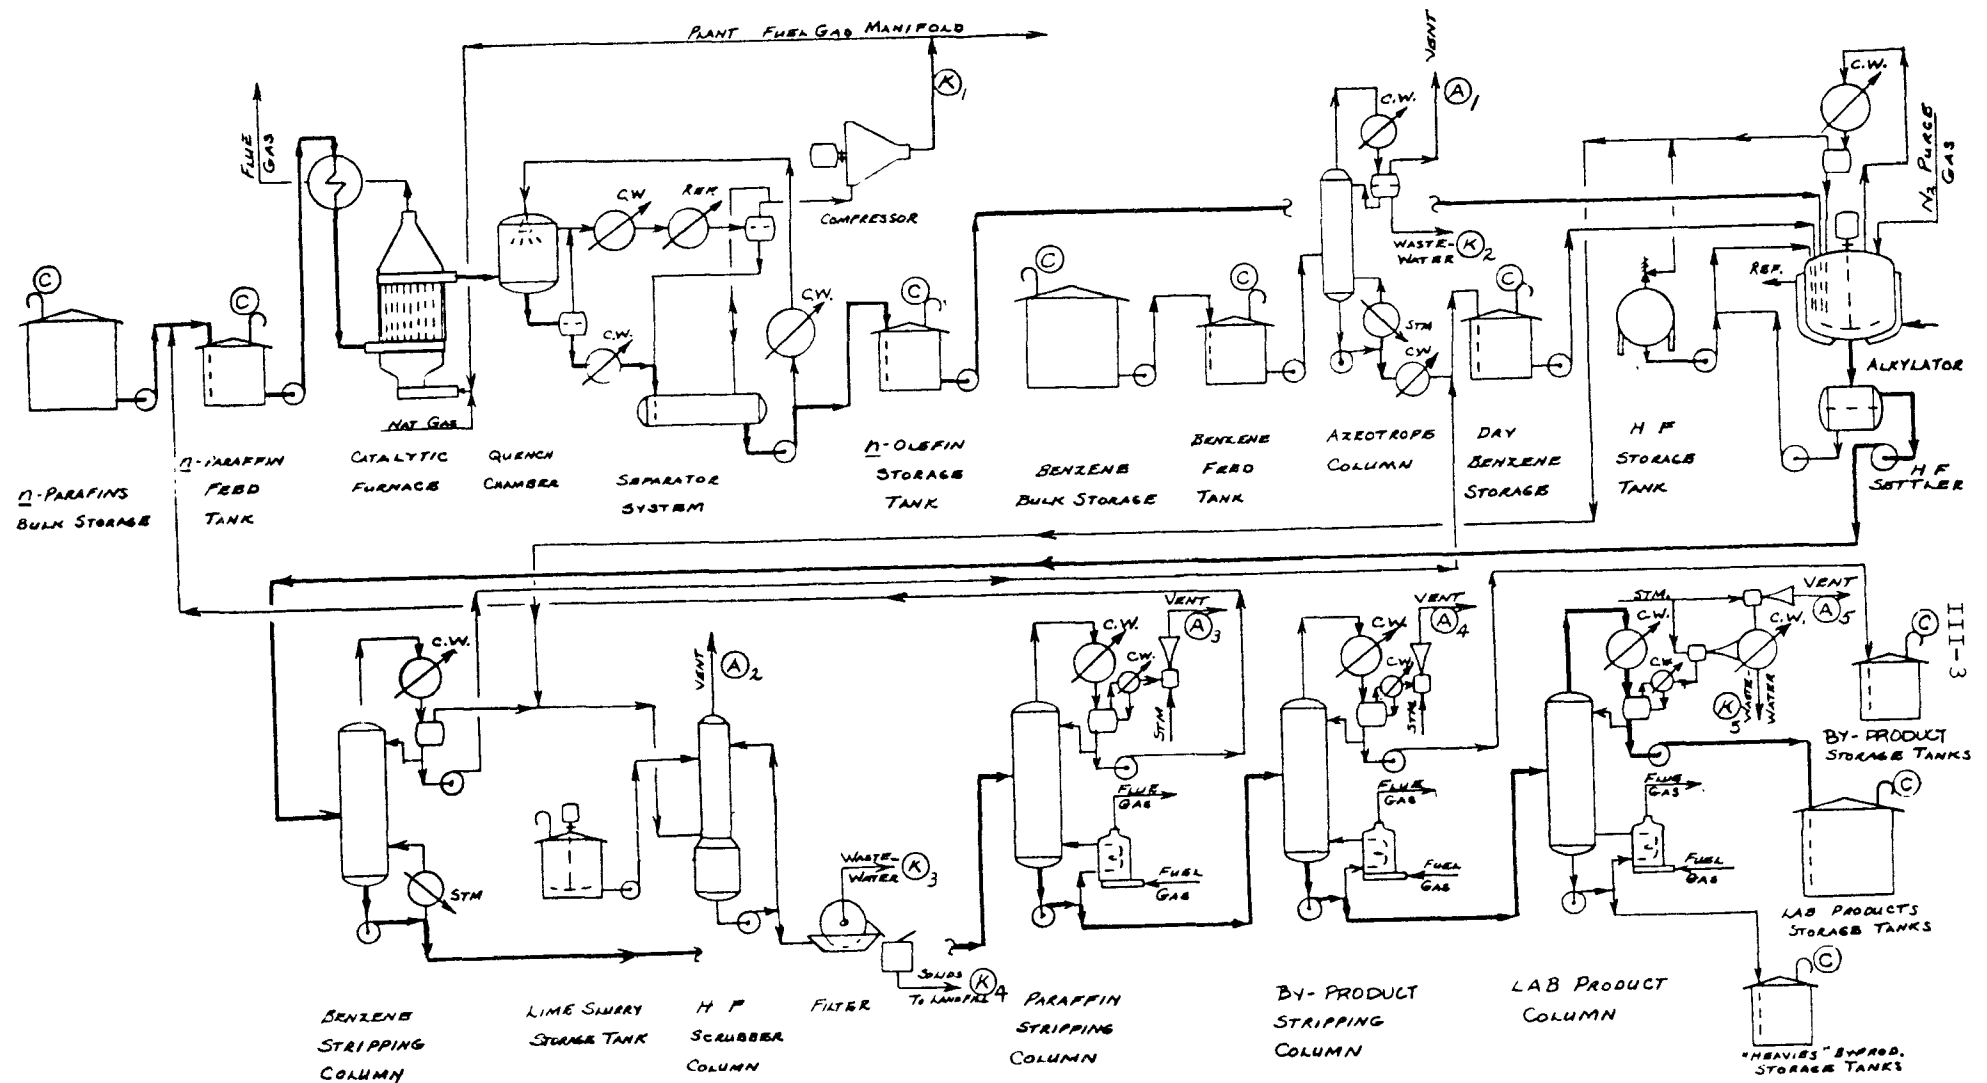 PLANT FUEL GAS MANIFOLD
VENT
K1
A1
C.W.
N2 PURGE
GAS
FLUE
GAS
C.W.
REF.
COMPRESSOR
C.W.
WASTE-
WATER
K2
C
C
C.W.
C.W.
C
C
C
STM
C.W.
C
REF.
NAT GAS
ALKYLATOR
n-PARAFINS
BULK STORAGE
n-PARAFFIN
FEED
TANK
CATALYTIC
FURNACE
QUENCH
CHAMBER
SEPARATOR
SYSTEM
n-OLEFIN
STORAGE
TANK
BENZENE
BULK STORAGE
BENZENE
FEED
TANK
AZEOTROPE
COLUMN
DRY
BENZENE
STORAGE
H F
STORAGE
TANK
H F
SETTLER
C.W.
VENT
A2
VENT
A3
C.W.
C.W.
STM
VENT
A4
C.W.
C.W.
STM
STM.
VENT
A5
C.W.
C.W.
C.W.
K5
WASTE-
WATER
C
III-3
BY-PRODUCT
STORAGE TANKS
STM
WASTE-
WATER
K3
SOLIDS
TO LANDFILL
K4
FLUE
GAS
FUEL
GAS
FLUE
GAS
FUEL
GAS
FLUE
GAS
FUEL
GAS
C
LAB PRODUCTS
STORAGE TANKS
C
BENZENE
STRIPPING
COLUMN
LIME SLURRY
STORAGE TANK
H F
SCRUBBER
COLUMN
FILTER
PARAFFIN
STRIPPING
COLUMN
BY-PRODUCT
STRIPPING
COLUMN
LAB PRODUCT
COLUMN
"HEAVIES" BYPROD.
STORAGE TANKS